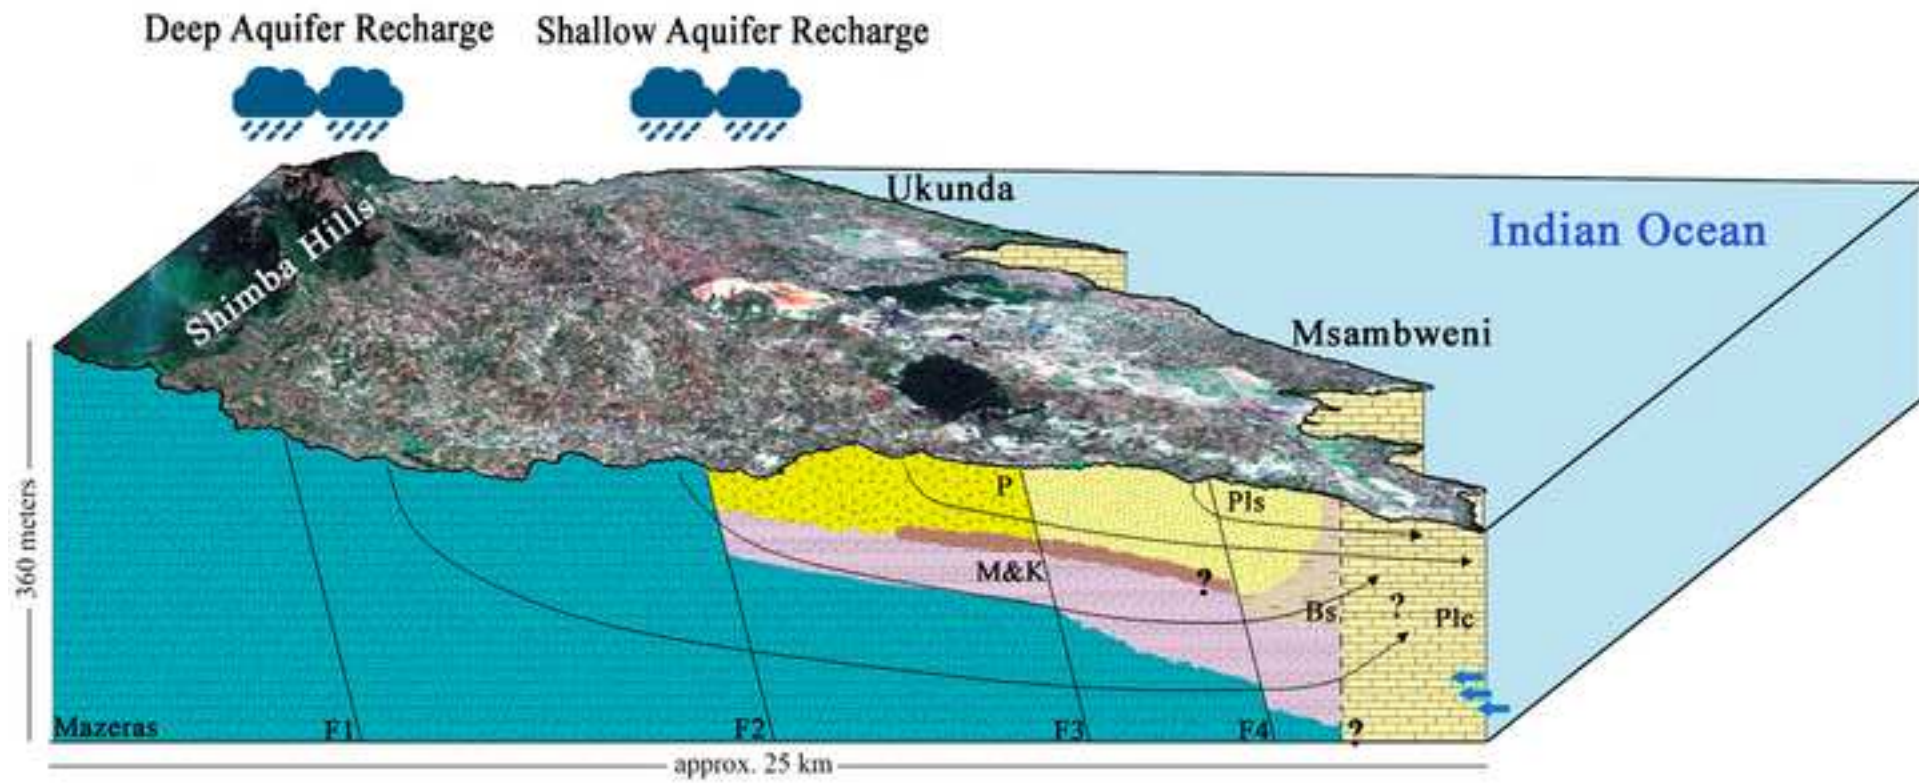 Deep Aquifer Recharge
Shallow Aquifer Recharge
Ukunda
Indian Ocean
Shimba Hills
Msambweni
360 meters
P
Pls
M&K
?
Bs
?
Plc
Mazeras
F1
F2
F3
F4
?
approx. 25 km